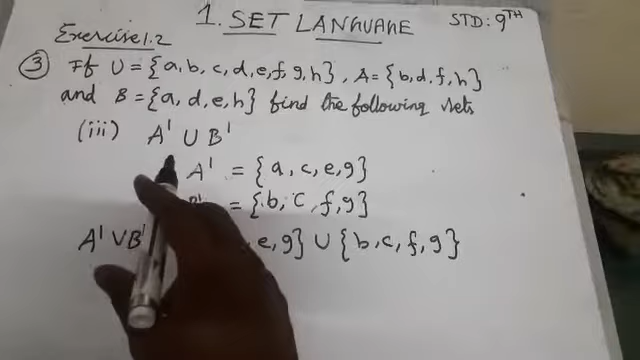 1. SET LANGUAGE
STD: 9TH
Exercise 1.2
③ If U = {a, b, c, d, e, f, g, h}, A = {b, d, f, h}
and B = {a, d, e, h} find the following sets
(iii) A' ∪ B'
A' = {a, c, e, g}
= {b, c, f, g}
A' ∪ B' , e, g} ∪ {b, c, f, g}